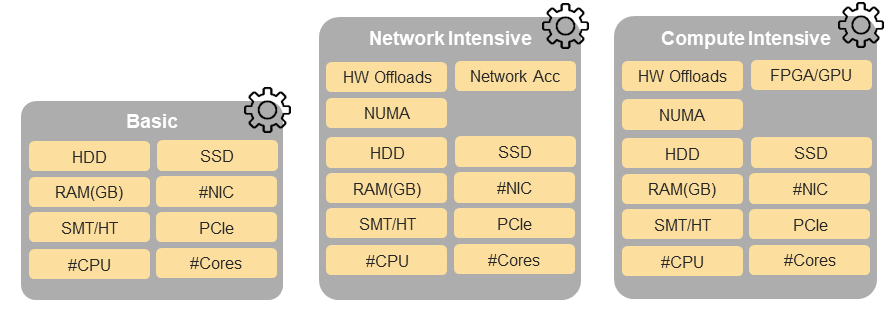 Basic
HDD SSD
RAM(GB) #NIC
SMT/HT PCIe
#CPU #Cores
Network Intensive
HW Offloads Network Acc
NUMA
HDD SSD
RAM(GB) #NIC
SMT/HT PCIe
#CPU #Cores
Compute Intensive
HW Offloads FPGA/GPU
NUMA
HDD SSD
RAM(GB) #NIC
SMT/HT PCIe
#CPU #Cores